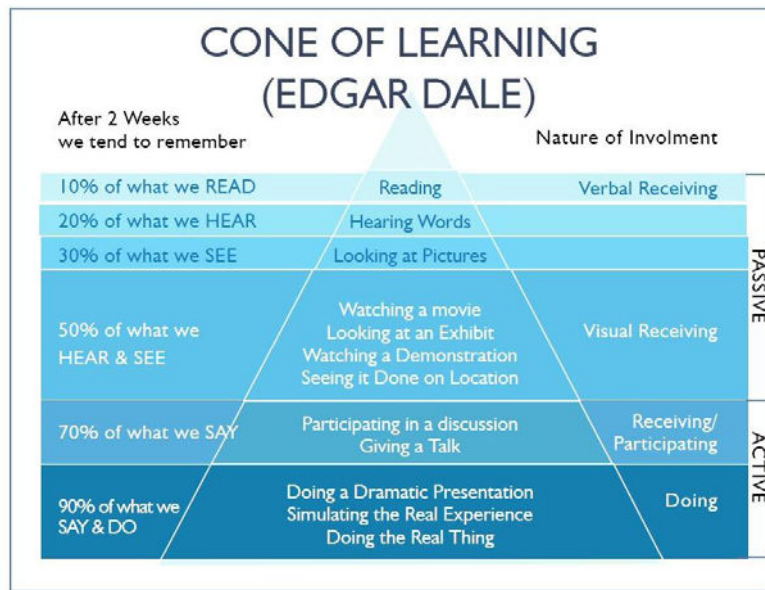 CONE OF LEARNING
(EDGAR DALE)
After 2 Weeks
we tend to remember
Nature of Involment
10% of what we READ
Reading
Verbal Receiving
20% of what we HEAR
Hearing Words
30% of what we SEE
Looking at Pictures
50% of what we
HEAR & SEE
Watching a movie
Looking at an Exhibit
Watching a Demonstration
Seeing it Done on Location
Visual Receiving
PASSIVE
70% of what we SAY
Participating in a discussion
Giving a Talk
Receiving/
Participating
90% of what we
SAY & DO
Doing a Dramatic Presentation
Simulating the Real Experience
Doing the Real Thing
Doing
ACTIVE